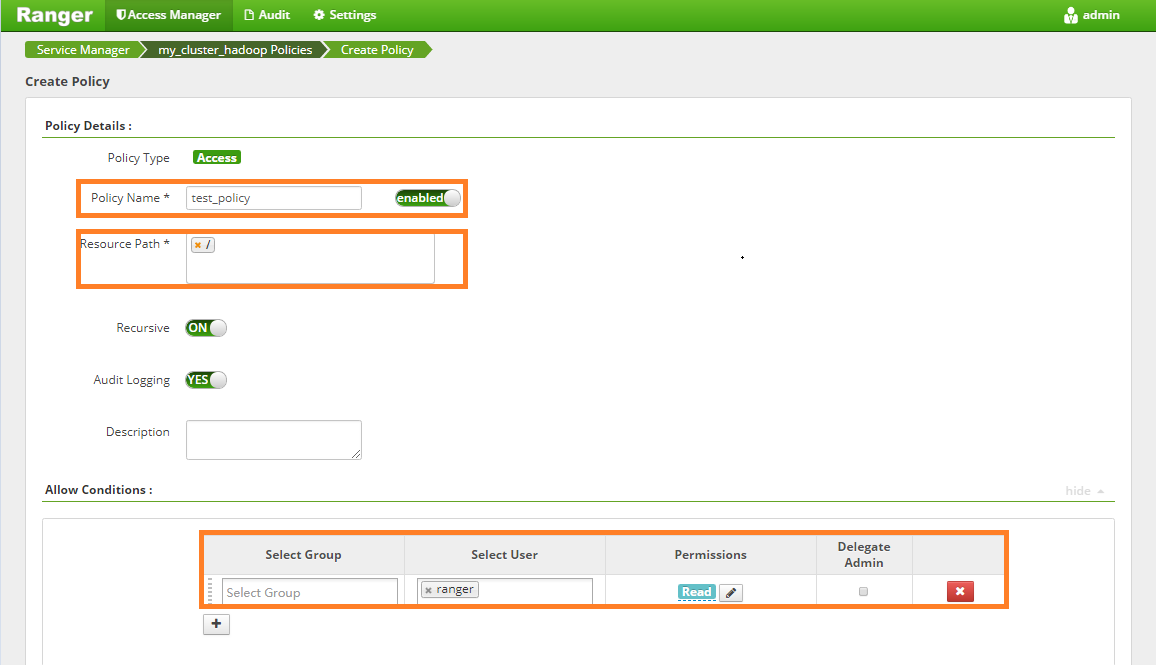 Ranger Access Manager Audit Settings admin
Service Manager my_cluster_hadoop Policies Create Policy
Create Policy
Policy Details :
Policy Type Access
Policy Name * test_policy enabled
Resource Path * /
Recursive ON
Audit Logging YES
Description
Allow Conditions : hide
Select Group Select User Permissions Delegate Admin
Select Group ranger Read